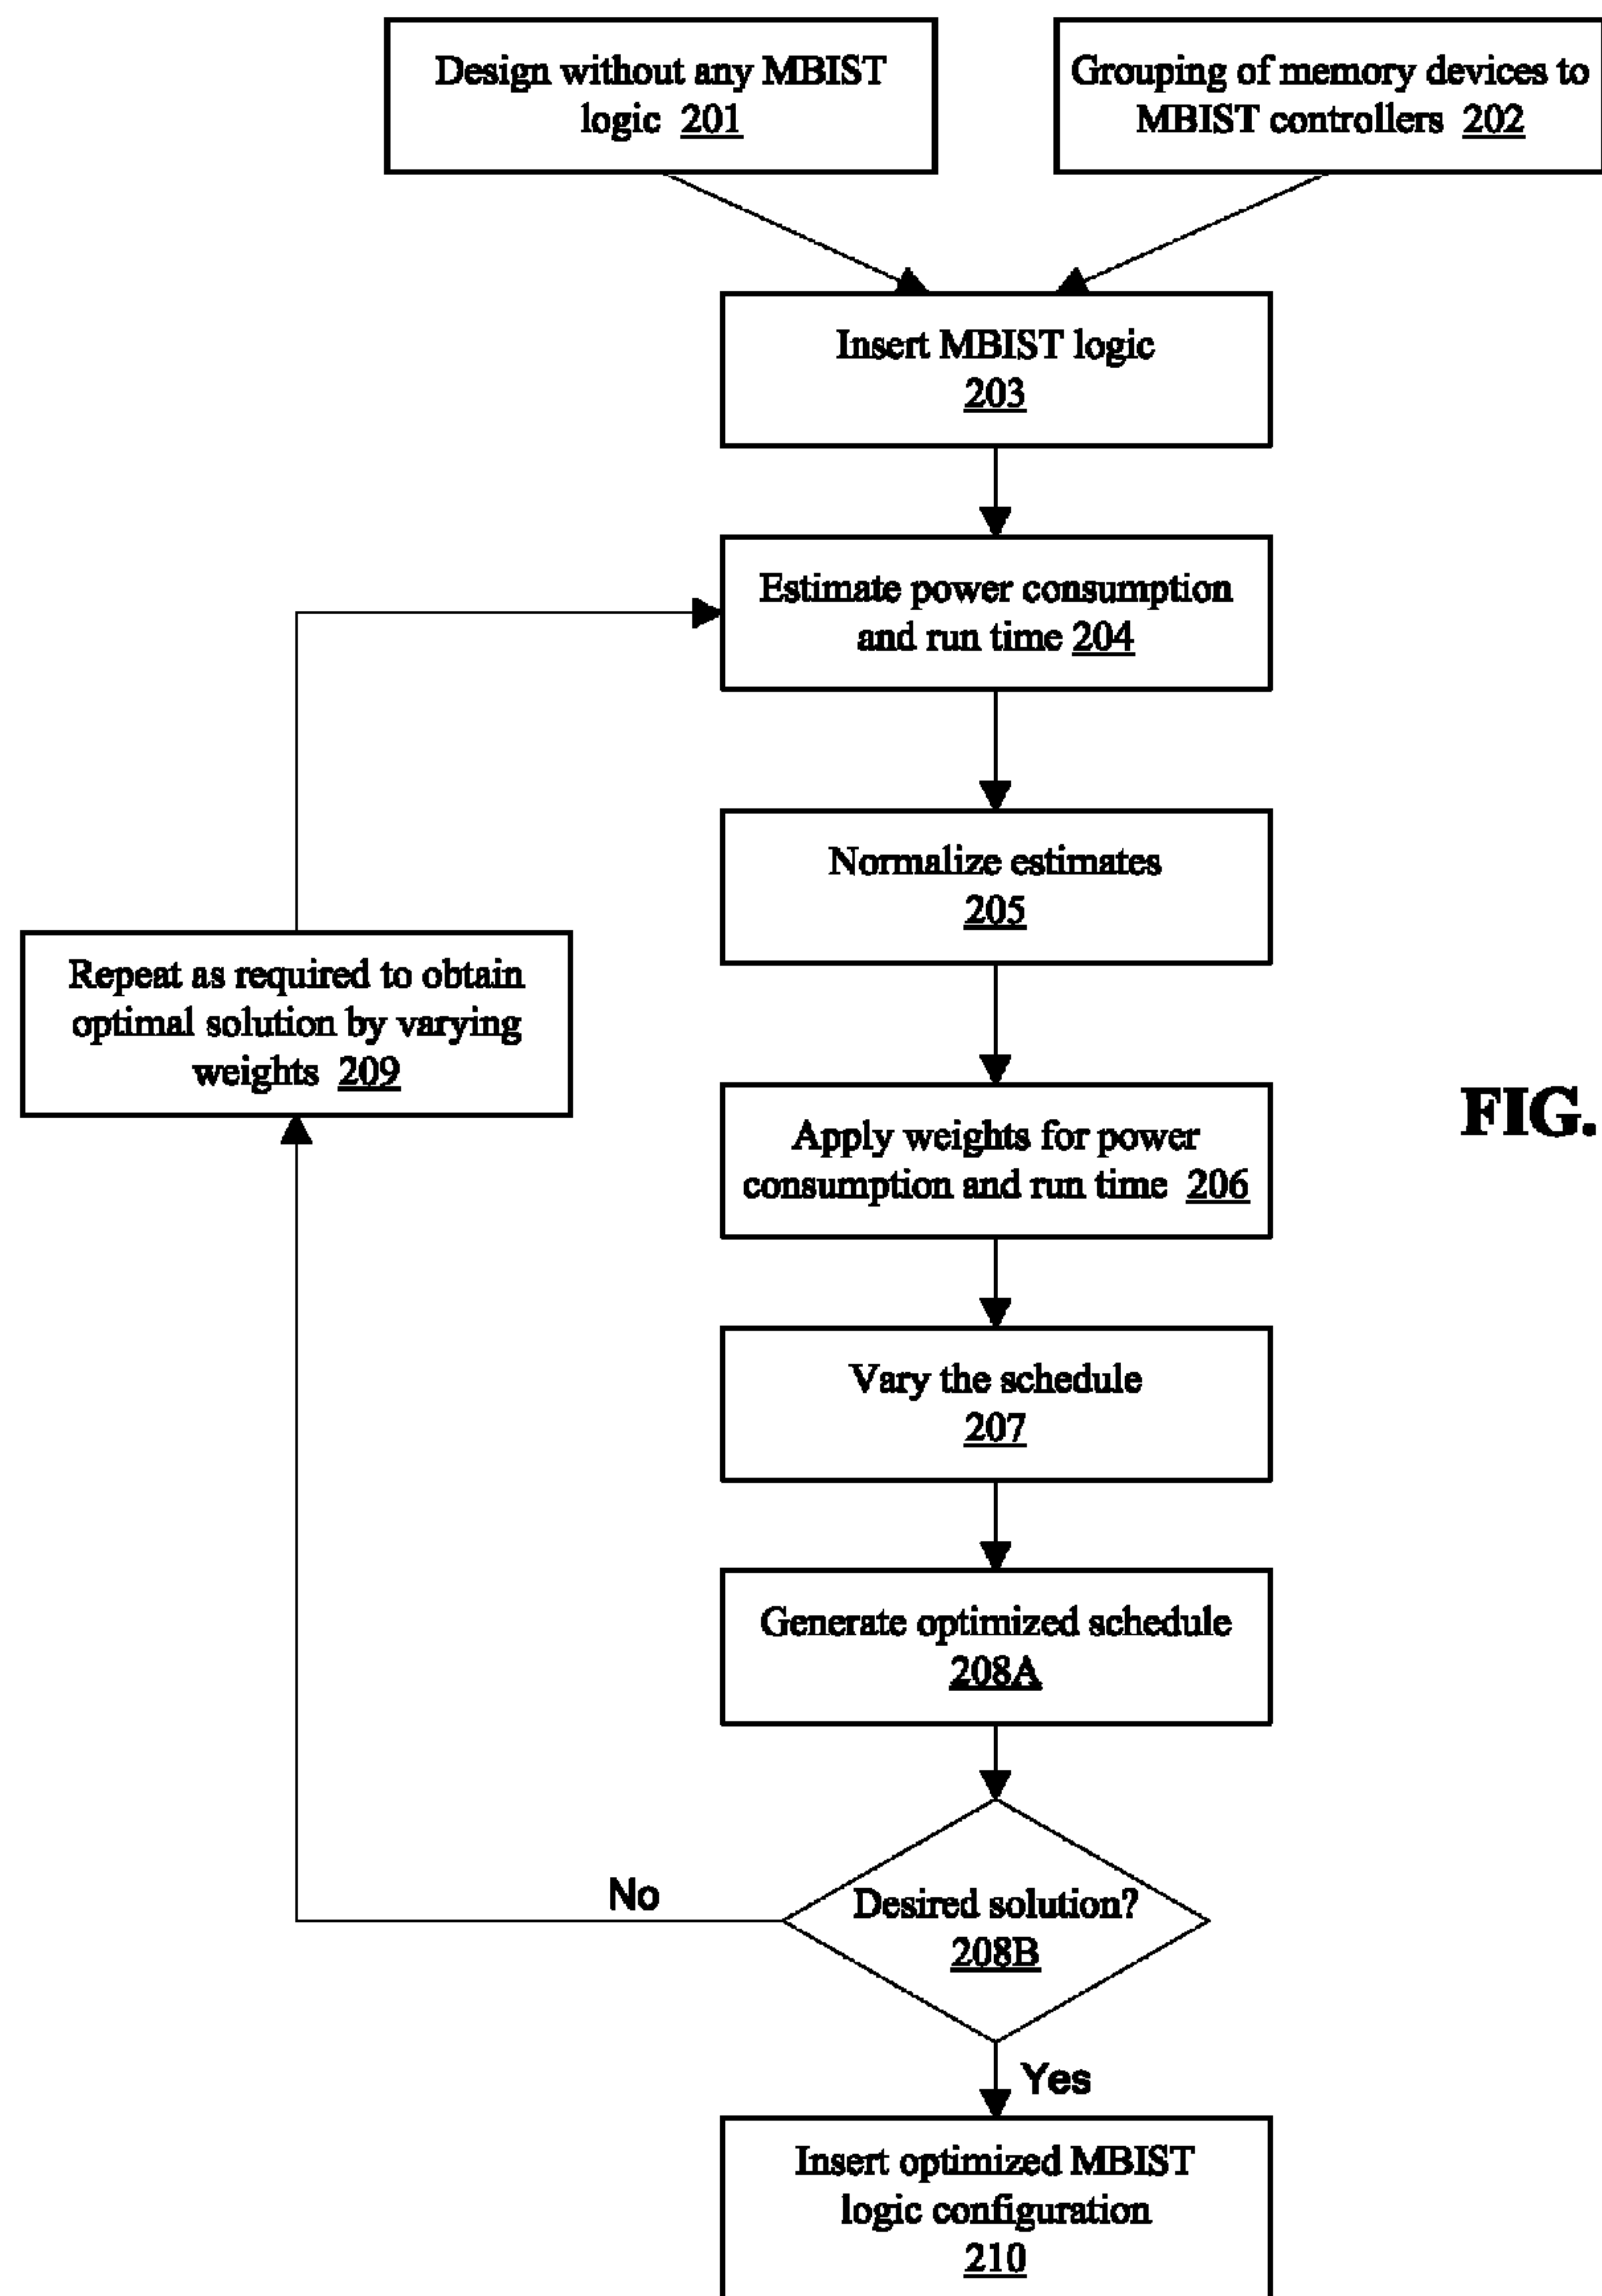 Design without any MBIST
logic 201
Grouping of memory devices to
MBIST controllers 202
Insert MBIST logic
203
Estimate power consumption
and run time 204
Normalize estimates
205
Repeat as required to obtain
optimal solution by varying
weights 209
FIG.
Apply weights for power
consumption and run time 206
Vary the schedule
207
Generate optimized schedule
208A
No
Desired solution?
208B
Yes
Insert optimized MBIST
logic configuration
210